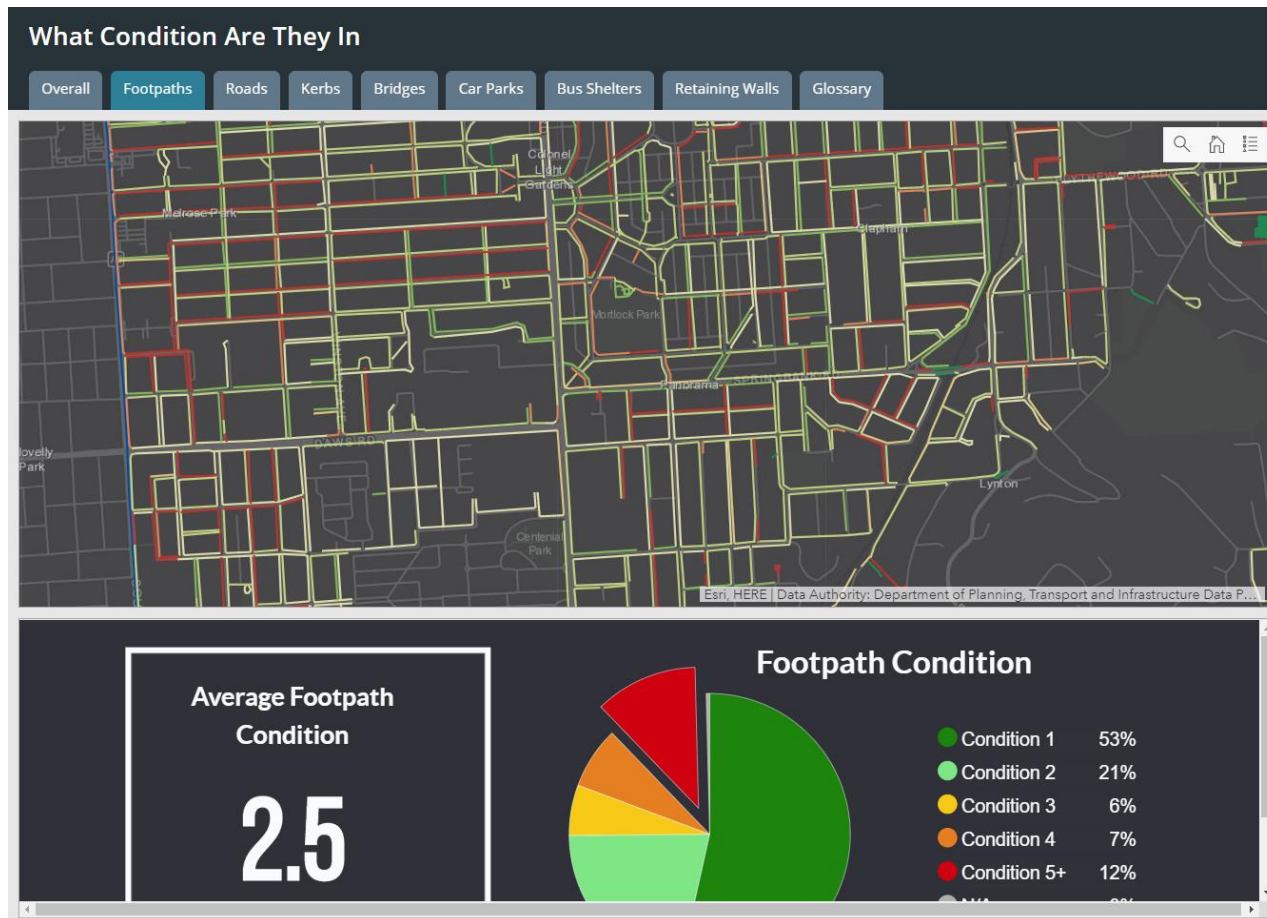 What Condition Are They In
Overall
Footpaths
Roads
Kerbs
Bridges
Car Parks
Bus Shelters
Retaining Walls
Glossary
Colonel
Light
Gardens
Melrose Park
Clapham
Mortlock Park
Panorama
SPRINGBANK RD
DAWS RD
ovelly
Park
Lynton
Centenial
Park
Esri, HERE | Data Authority: Department of Planning, Transport and Infrastructure Data P...
Average Footpath
Condition
2.5
Footpath Condition
Condition 1 53%
Condition 2 21%
Condition 3 6%
Condition 4 7%
Condition 5+ 12%